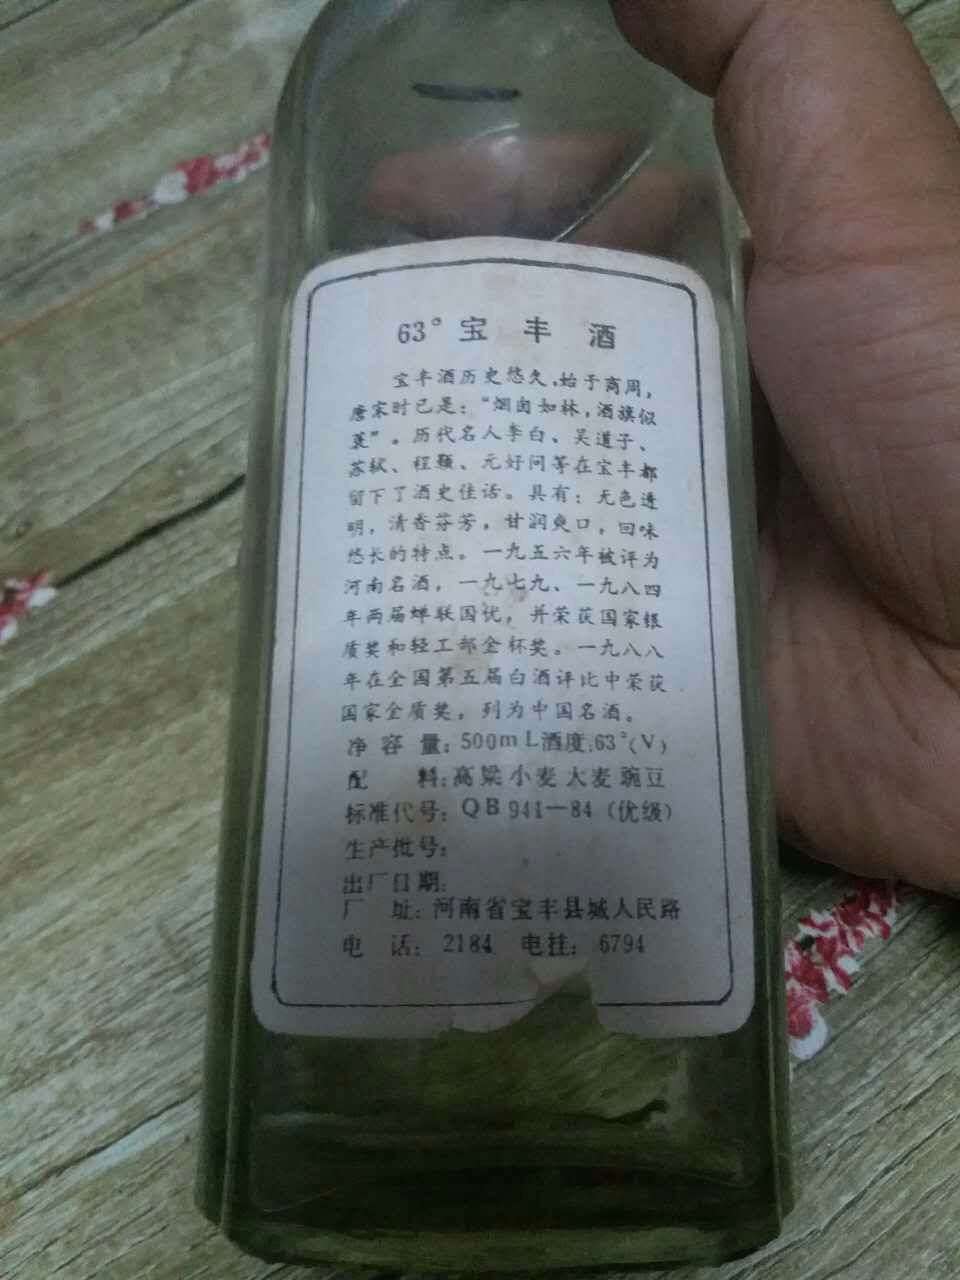 63° 宝丰酒
宝丰酒历史悠久,始于商周,
唐宋时已是:“烟囱如林,酒旗似
蓑”。历代名人李白、吴道子、
苏轼、程颢、元好问等在宝丰都
留下了酒史佳话。具有:无色透
明,清香芬芳,甘润爽口,回味
悠长的特点。一九五六年被评为
河南名酒,一九七九、一九八四
年两届蝉联国优,并荣获国家银
质奖和轻工部金杯奖。一九八八
年在全国第五届白酒评比中荣获
国家金质奖,列为中国名酒。
净容量:500mL酒度:63°(V)
配料:高粱 小麦 大麦 豌豆
标准代号:QB 941—84(优级)
生产批号:
出厂日期:
厂址:河南省宝丰县城人民路
电话:2184 电挂:6794